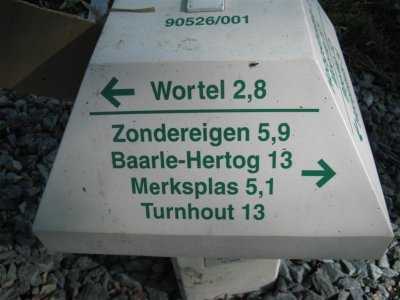 90526/001
← Wortel 2,8
Zondereigen 5,9
Baarle-Hertog 13 →
Merksplas 5,1
Turnhout 13